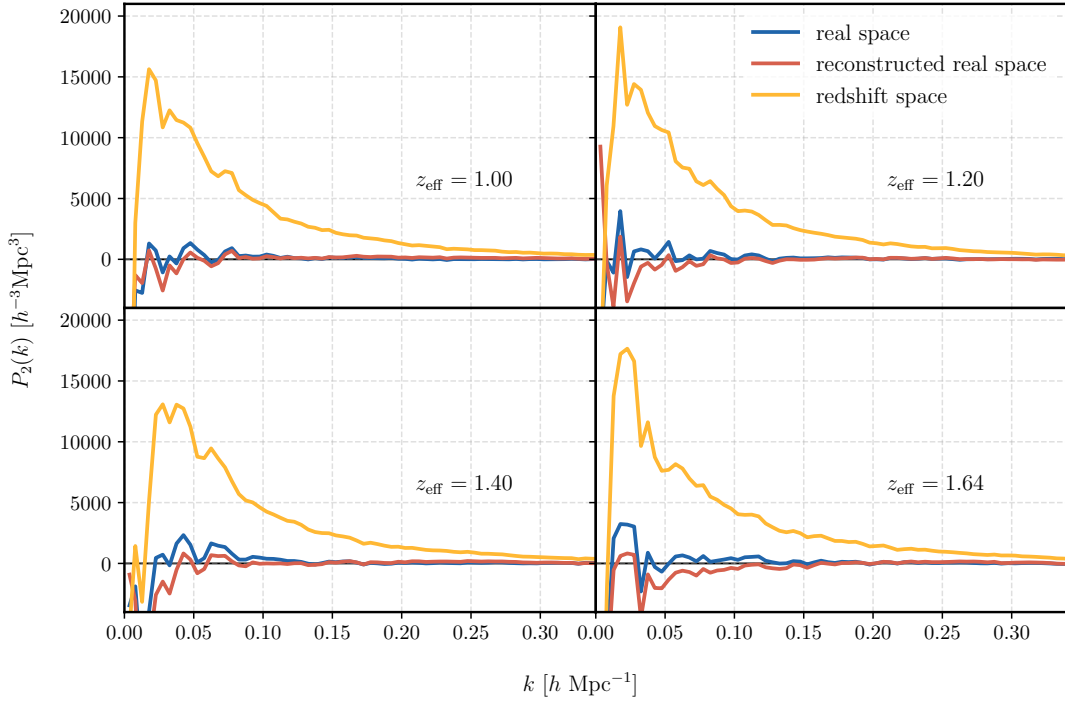 20000
15000
10000
5000
0
real space
reconstructed real space
redshift space
z_eff = 1.00
z_eff = 1.20
P₂(k) [h⁻³Mpc³]
20000
15000
10000
5000
0
z_eff = 1.40
z_eff = 1.64
0.00 0.05 0.10 0.15 0.20 0.25 0.30 0.00 0.05 0.10 0.15 0.20 0.25 0.30
k [h Mpc⁻¹]